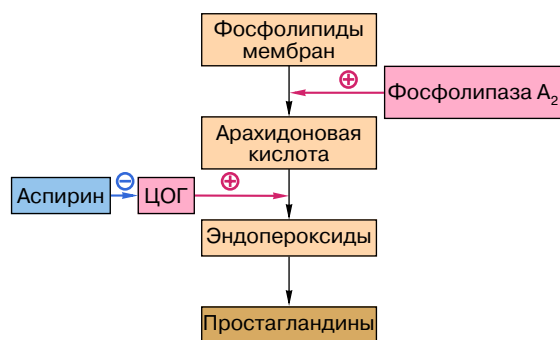 Фосфолипиды
мембран
⊕
Фосфолипаза A₂
Арахидоновая
кислота
⊖
⊕
Аспирин
ЦОГ
Эндопероксиды
Простагландины